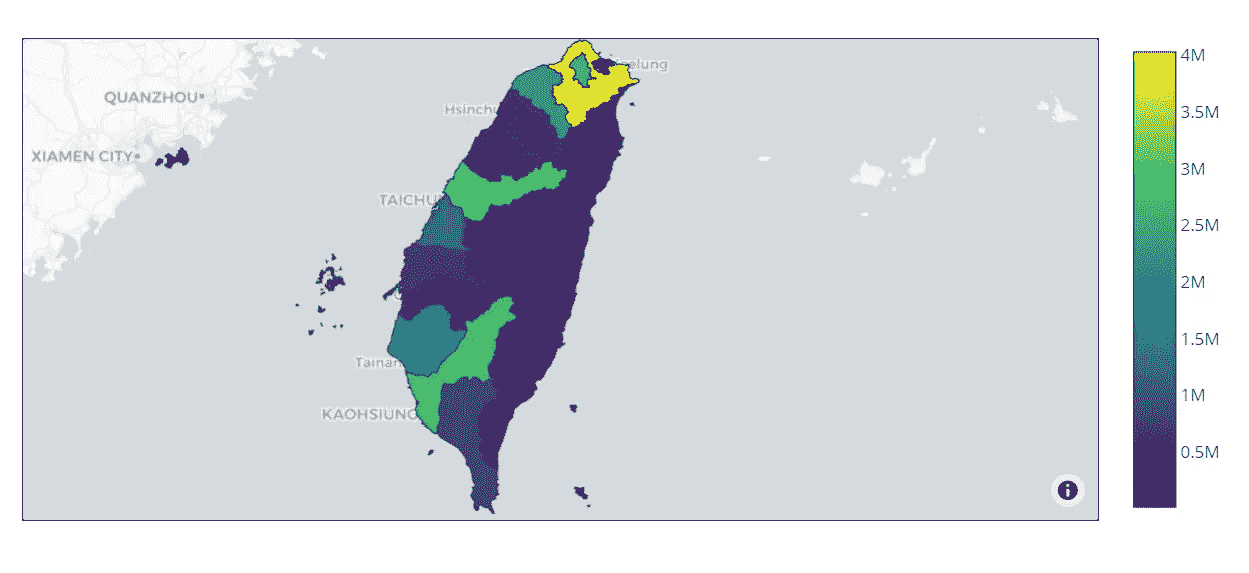 QUANZHOU
XIAMEN CITY
Hsinchu
TAICHU
Tainan
KAOHSIUNG
4M
3.5M
3M
2.5M
2M
1.5M
1M
0.5M
i